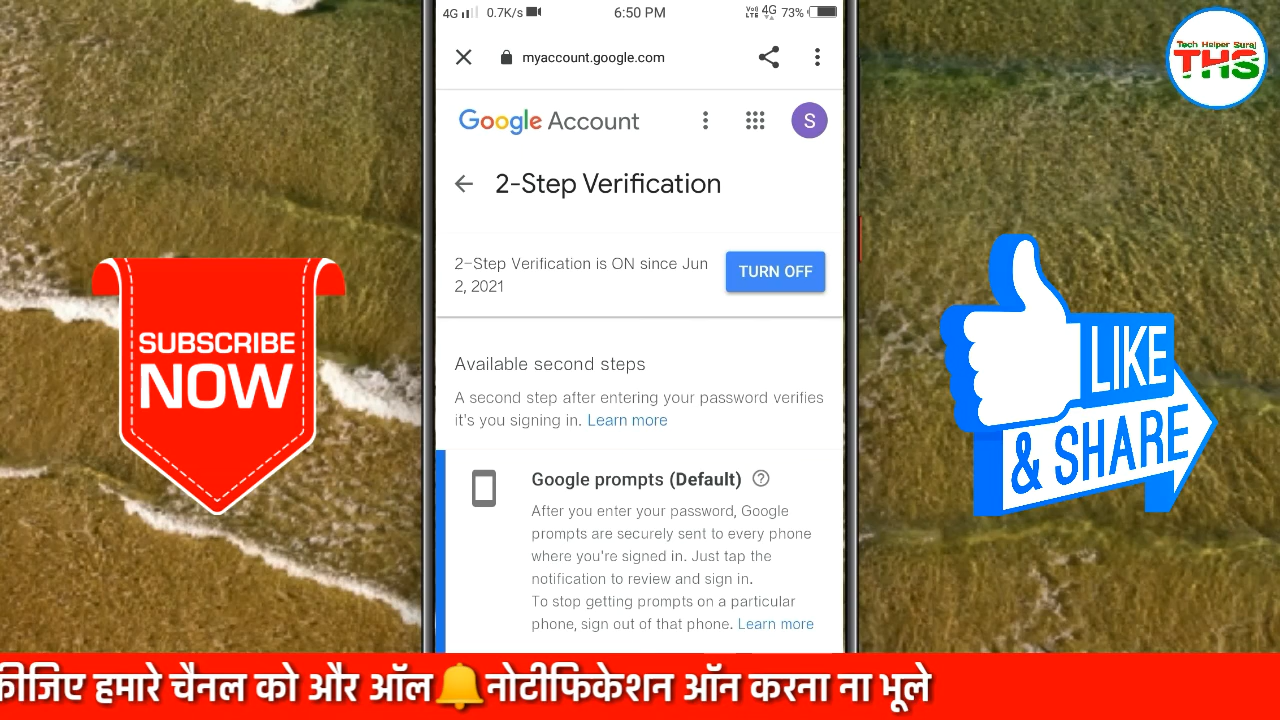 4G 0.7K/s 6:50 PM VoLTE 4G 73%
myaccount.google.com
Tech Helper Suraj
THS
Google Account S
2-Step Verification
2-Step Verification is ON since Jun
2, 2021
TURN OFF
SUBSCRIBE
NOW
LIKE
& SHARE
Available second steps
A second step after entering your password verifies
it's you signing in. Learn more
Google prompts (Default) ?
After you enter your password, Google
prompts are securely sent to every phone
where you're signed in. Just tap the
notification to review and sign in.
To stop getting prompts on a particular
phone, sign out of that phone. Learn more
कीजिए हमारे चैनल को और ऑल🔔नोटीफिकेशन ऑन करना ना भूले